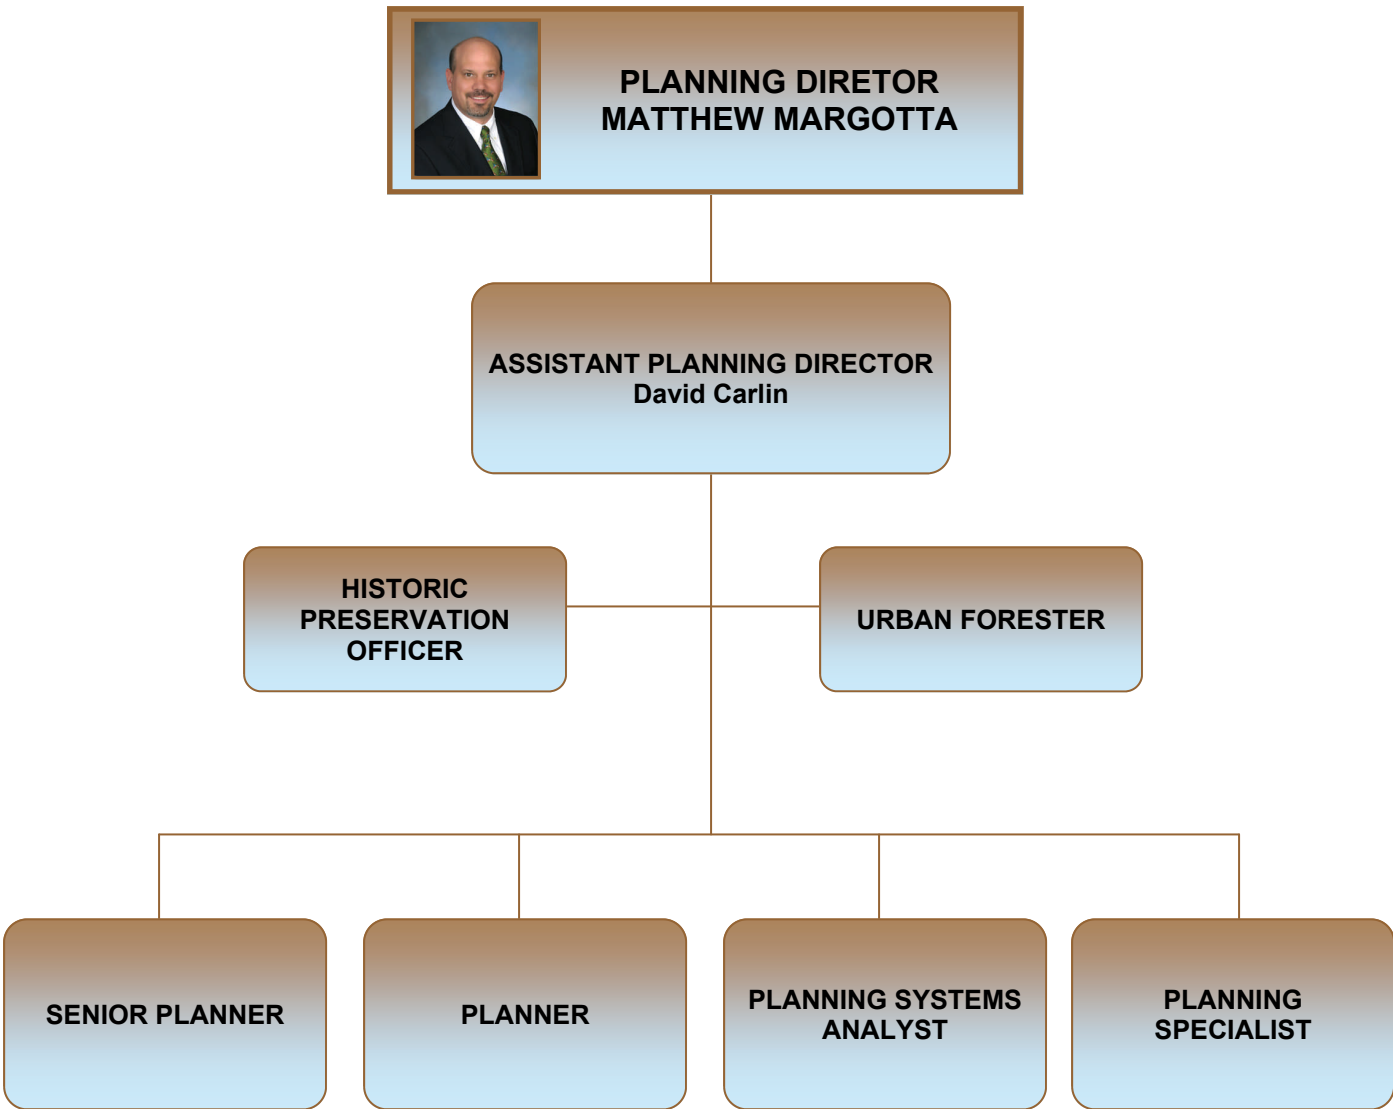 PLANNING DIRETOR
MATTHEW MARGOTTA
ASSISTANT PLANNING DIRECTOR
David Carlin
HISTORIC
PRESERVATION
OFFICER
URBAN FORESTER
SENIOR PLANNER
PLANNER
PLANNING SYSTEMS
ANALYST
PLANNING
SPECIALIST